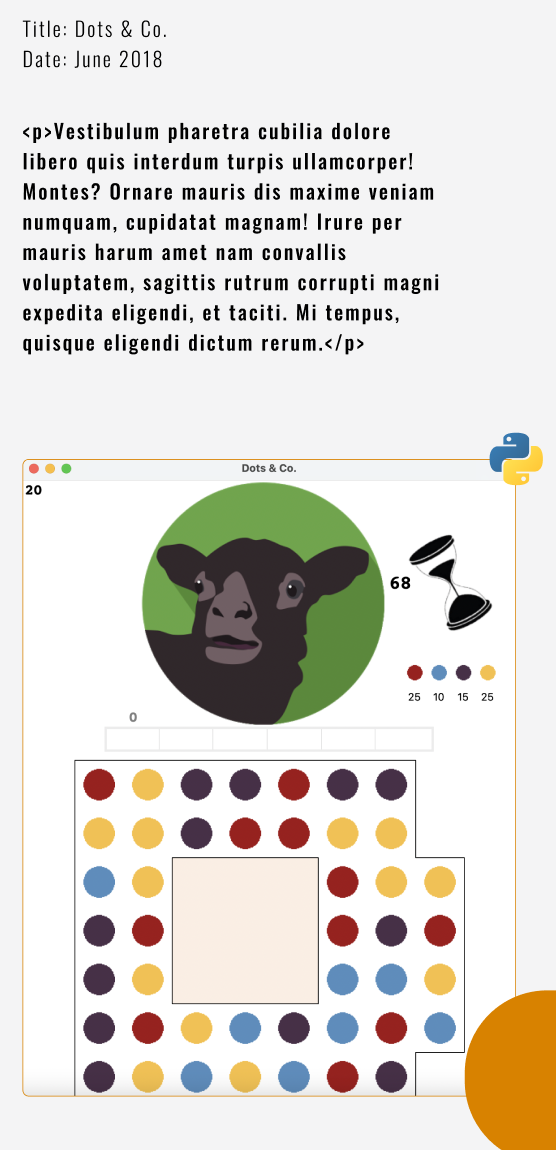 Title: Dots & Co.
Date: June 2018
<p>Vestibulum pharetra cubilia dolore
libero quis interdum turpis ullamcorper!
Montes? Ornare mauris dis maxime veniam
numquam, cupidatat magnam! Irure per
mauris harum amet nam convallis
voluptatem, sagittis rutrum corrupti magni
expedita eligendi, et taciti. Mi tempus,
quisque eligendi dictum rerum.</p>
Dots & Co.
20
68
25 10 15 25
0